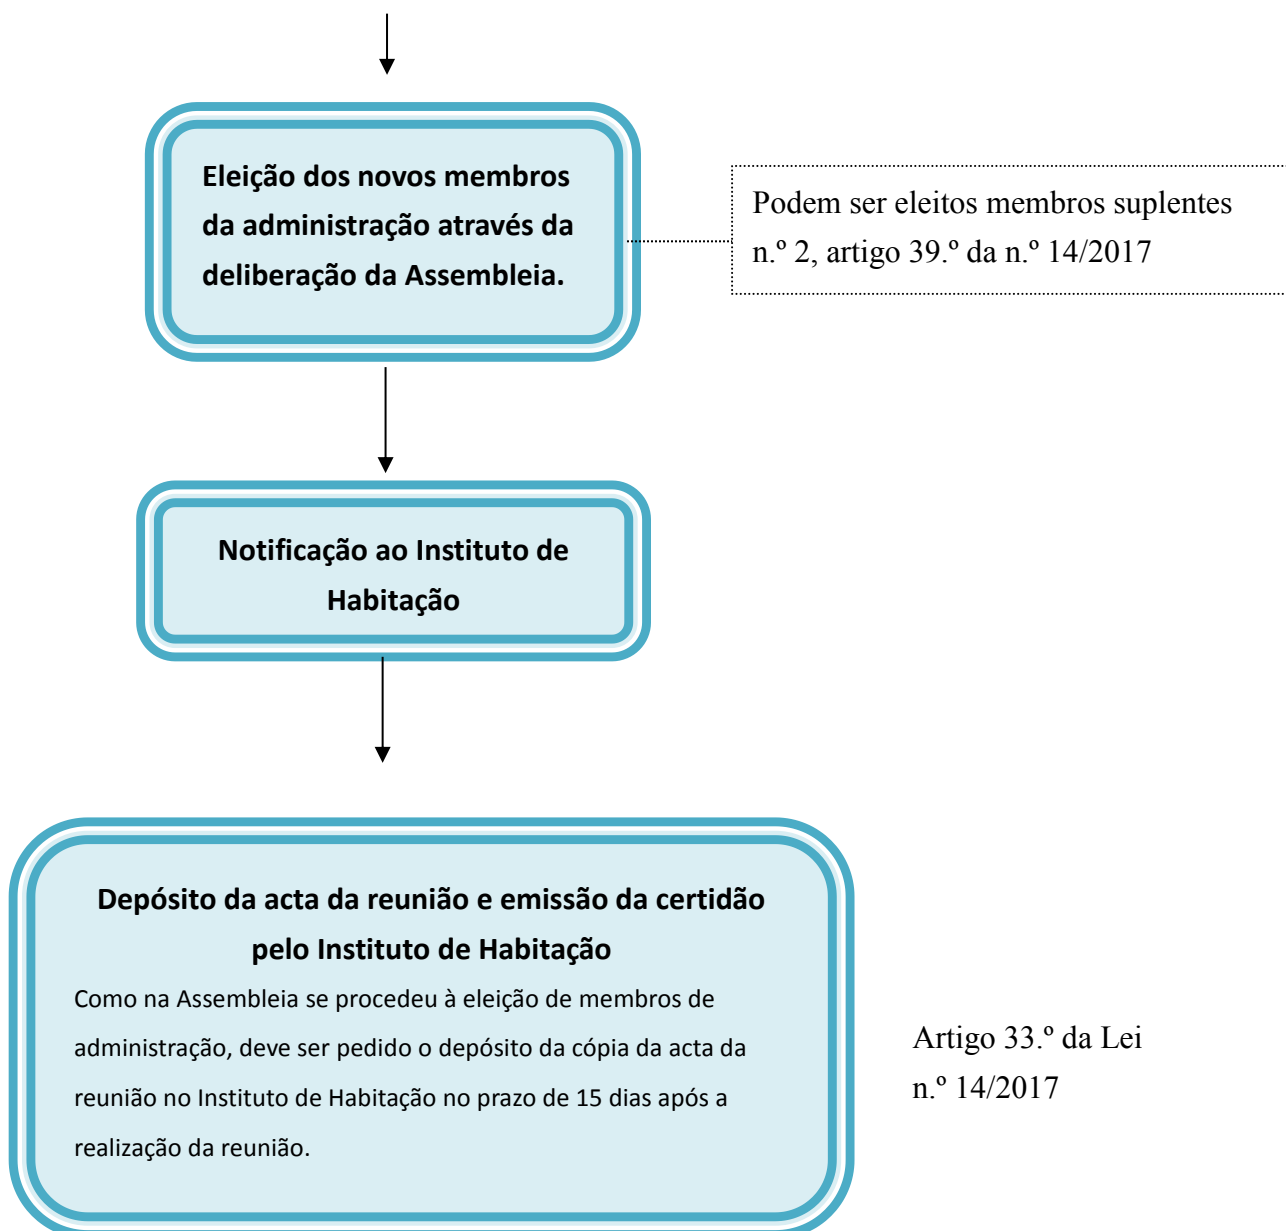 Eleição dos novos membros
da administração através da
deliberação da Assembleia.
Podem ser eleitos membros suplentes
n.º 2, artigo 39.º da n.º 14/2017
Notificação ao Instituto de
Habitação
Depósito da acta da reunião e emissão da certidão
pelo Instituto de Habitação
Como na Assembleia se procedeu à eleição de membros de
administração, deve ser pedido o depósito da cópia da acta da
reunião no Instituto de Habitação no prazo de 15 dias após a
realização da reunião.
Artigo 33.º da Lei
n.º 14/2017